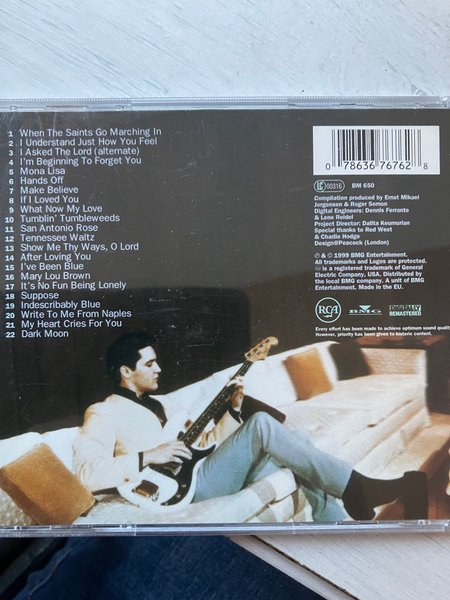 1 When The Saints Go Marching In
2 I Understand Just How You Feel
3 I Asked The Lord (alternate)
4 I'm Beginning To Forget You
5 Mona Lisa
6 Hands Off
7 Make Believe
8 If I Loved You
9 What Now My Love
10 Tumblin' Tumbleweeds
11 San Antonio Rose
12 Tennessee Waltz
13 Show Me Thy Ways, O Lord
14 After Loving You
15 I've Been Blue
16 Mary Lou Brown
17 It's No Fun Being Lonely
18 Suppose
19 Indescribably Blue
20 Write To Me From Naples
21 My Heart Cries For You
22 Dark Moon
0 78636 76762 8
LC 00316 BM 650
Compilation produced by Ernst Mikael
Jorgensen & Roger Semon
Digital Engineers: Dennis Ferrante
& Lene Reidel
Project Director: Dalita Keumurian
Special thanks to Red West
& Charlie Hodge
Design@Peacock (London)
℗ & © 1999 BMG Entertainment.
All trademarks and Logos are protected.
is a registered trademark of General
Electric Company, USA. Distributed by
the local BMG company. A unit of BMG
Entertainment. Made in the EU.
RCA BMG DIGITALLY
REMASTERED
Every effort has been made to achieve optimum sound quality
However, priority has been given to historic content.